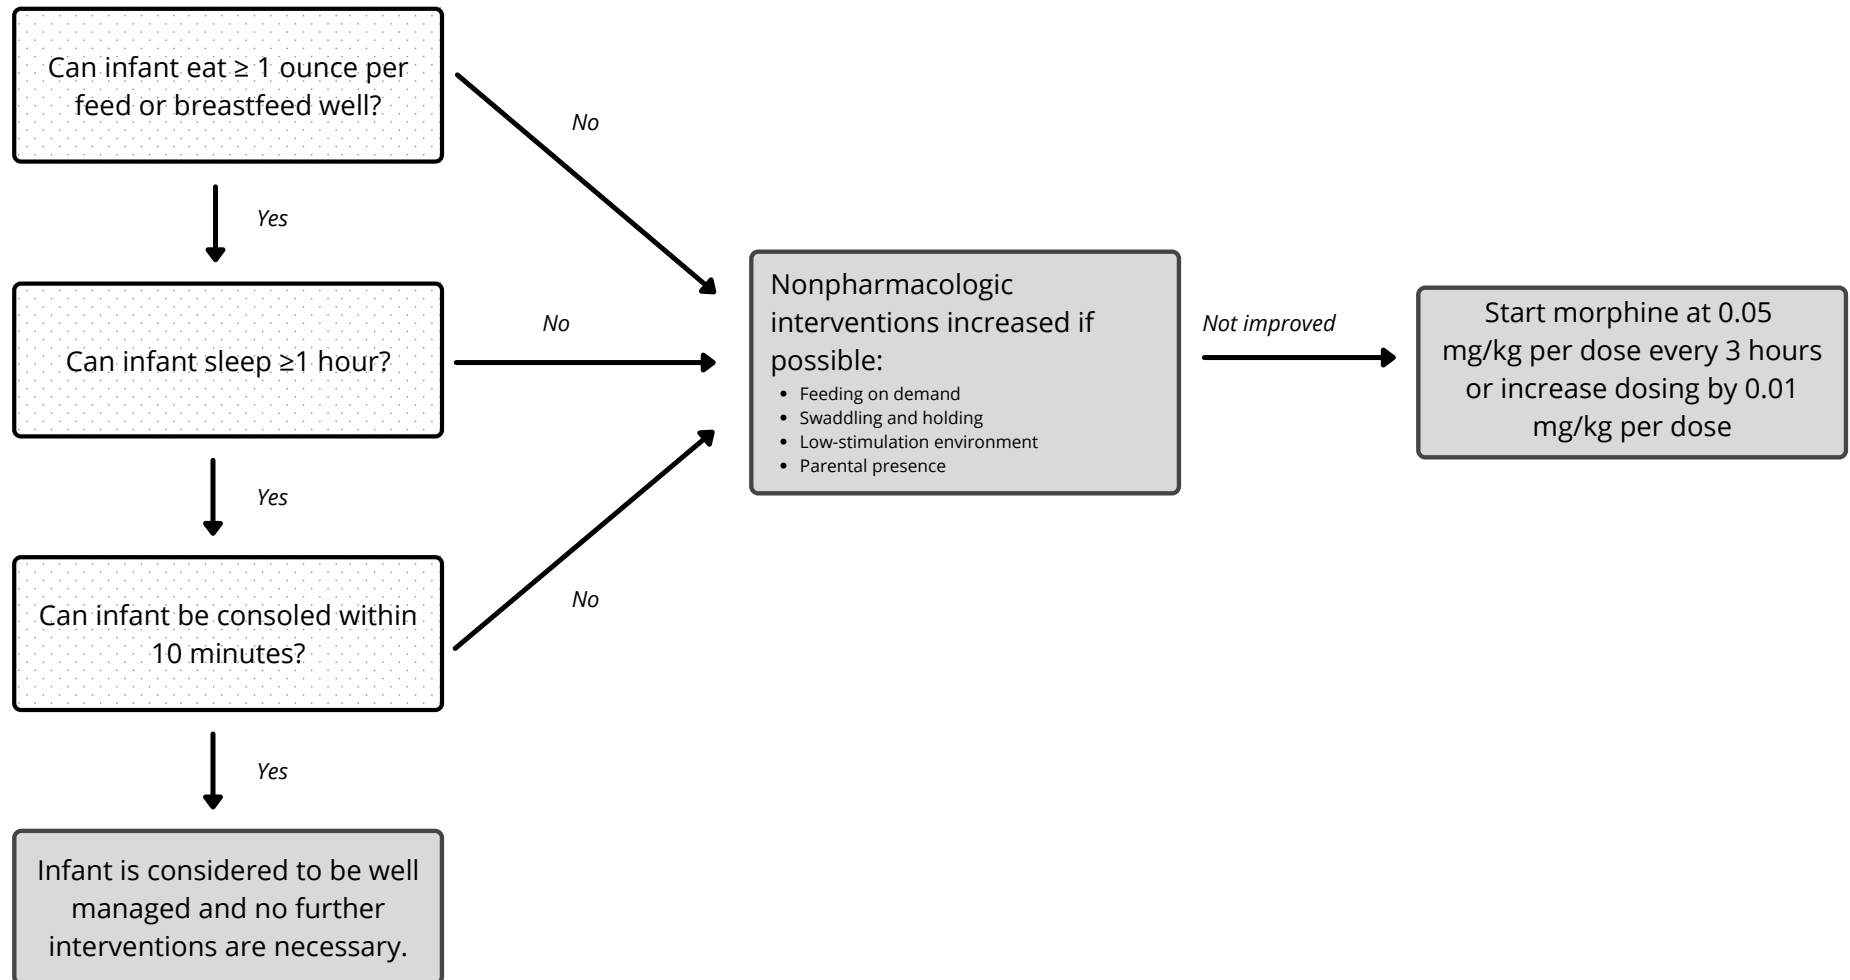 Can infant eat ≥ 1 ounce per
feed or breastfeed well?
No
Yes
Can infant sleep ≥1 hour?
No
Yes
Can infant be consoled within
10 minutes?
No
Yes
Infant is considered to be well
managed and no further
interventions are necessary.
Nonpharmacologic
interventions increased if
possible:
• Feeding on demand
• Swaddling and holding
• Low-stimulation environment
• Parental presence
Not improved
Start morphine at 0.05
mg/kg per dose every 3 hours
or increase dosing by 0.01
mg/kg per dose